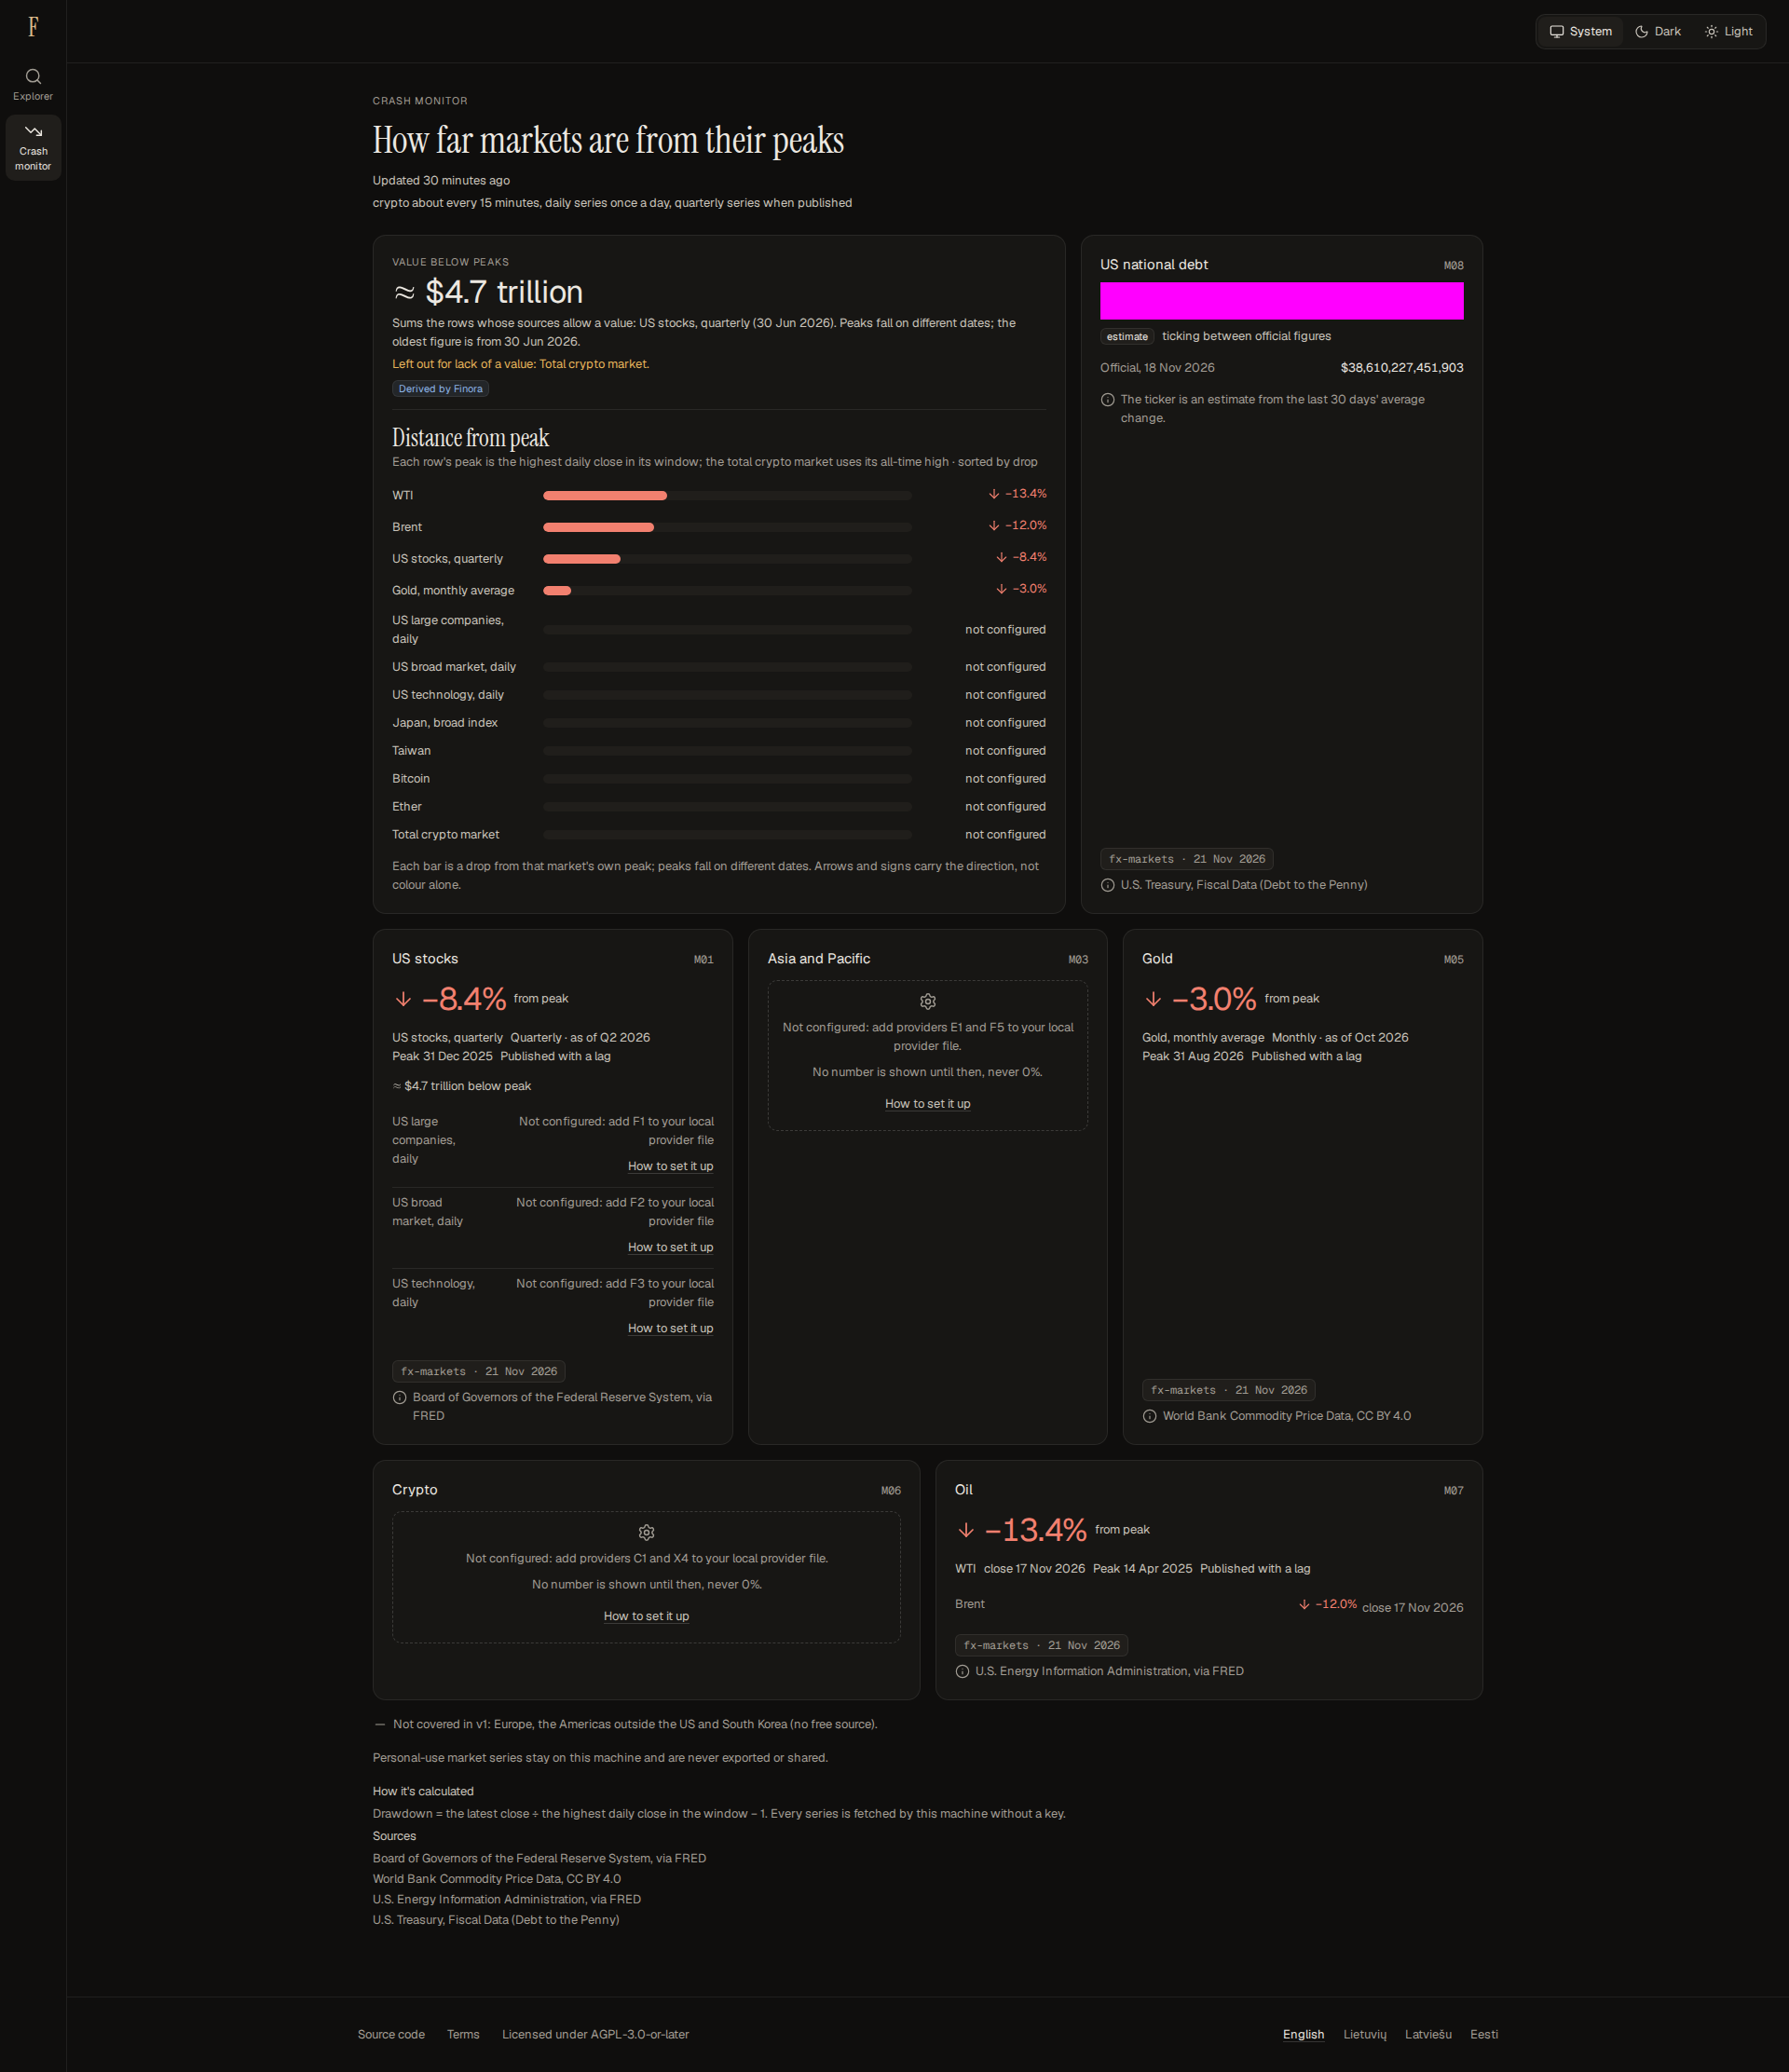 F
Explorer
Crash
monitor
System
Dark
Light
CRASH MONITOR
How far markets are from their peaks
Updated 30 minutes ago
crypto about every 15 minutes, daily series once a day, quarterly series when published
VALUE BELOW PEAKS
≈ $4.7 trillion
Sums the rows whose sources allow a value: US stocks, quarterly (30 Jun 2026). Peaks fall on different dates; the
oldest figure is from 30 Jun 2026.
Left out for lack of a value: Total crypto market.
Derived by Finora
Distance from peak
Each row's peak is the highest daily close in its window; the total crypto market uses its all-time high · sorted by drop
WTI ↓ −13.4%
Brent ↓ −12.0%
US stocks, quarterly ↓ −8.4%
Gold, monthly average ↓ −3.0%
US large companies,
daily
not configured
US broad market, daily not configured
US technology, daily not configured
Japan, broad index not configured
Taiwan not configured
Bitcoin not configured
Ether not configured
Total crypto market not configured
Each bar is a drop from that market's own peak; peaks fall on different dates. Arrows and signs carry the direction, not
colour alone.
US national debt M08
estimate ticking between official figures
Official, 18 Nov 2026 $38,610,227,451,903
The ticker is an estimate from the last 30 days' average
change.
fx-markets · 21 Nov 2026
U.S. Treasury, Fiscal Data (Debt to the Penny)
US stocks M01
↓ −8.4% from peak
US stocks, quarterly Quarterly · as of Q2 2026
Peak 31 Dec 2025 Published with a lag
≈ $4.7 trillion below peak
US large
companies,
daily
Not configured: add F1 to your local
provider file
How to set it up
US broad
market, daily
Not configured: add F2 to your local
provider file
How to set it up
US technology,
daily
Not configured: add F3 to your local
provider file
How to set it up
fx-markets · 21 Nov 2026
Board of Governors of the Federal Reserve System, via
FRED
Asia and Pacific M03
Not configured: add providers E1 and F5 to your local
provider file.
No number is shown until then, never 0%.
How to set it up
Gold M05
↓ −3.0% from peak
Gold, monthly average Monthly · as of Oct 2026
Peak 31 Aug 2026 Published with a lag
fx-markets · 21 Nov 2026
World Bank Commodity Price Data, CC BY 4.0
Crypto M06
Not configured: add providers C1 and X4 to your local provider file.
No number is shown until then, never 0%.
How to set it up
Oil M07
↓ −13.4% from peak
WTI close 17 Nov 2026 Peak 14 Apr 2025 Published with a lag
Brent ↓ −12.0% close 17 Nov 2026
fx-markets · 21 Nov 2026
U.S. Energy Information Administration, via FRED
— Not covered in v1: Europe, the Americas outside the US and South Korea (no free source).
Personal-use market series stay on this machine and are never exported or shared.
How it's calculated
Drawdown = the latest close ÷ the highest daily close in the window − 1. Every series is fetched by this machine without a key.
Sources
Board of Governors of the Federal Reserve System, via FRED
World Bank Commodity Price Data, CC BY 4.0
U.S. Energy Information Administration, via FRED
U.S. Treasury, Fiscal Data (Debt to the Penny)
Source code Terms Licensed under AGPL-3.0-or-later
English Lietuvių Latviešu Eesti